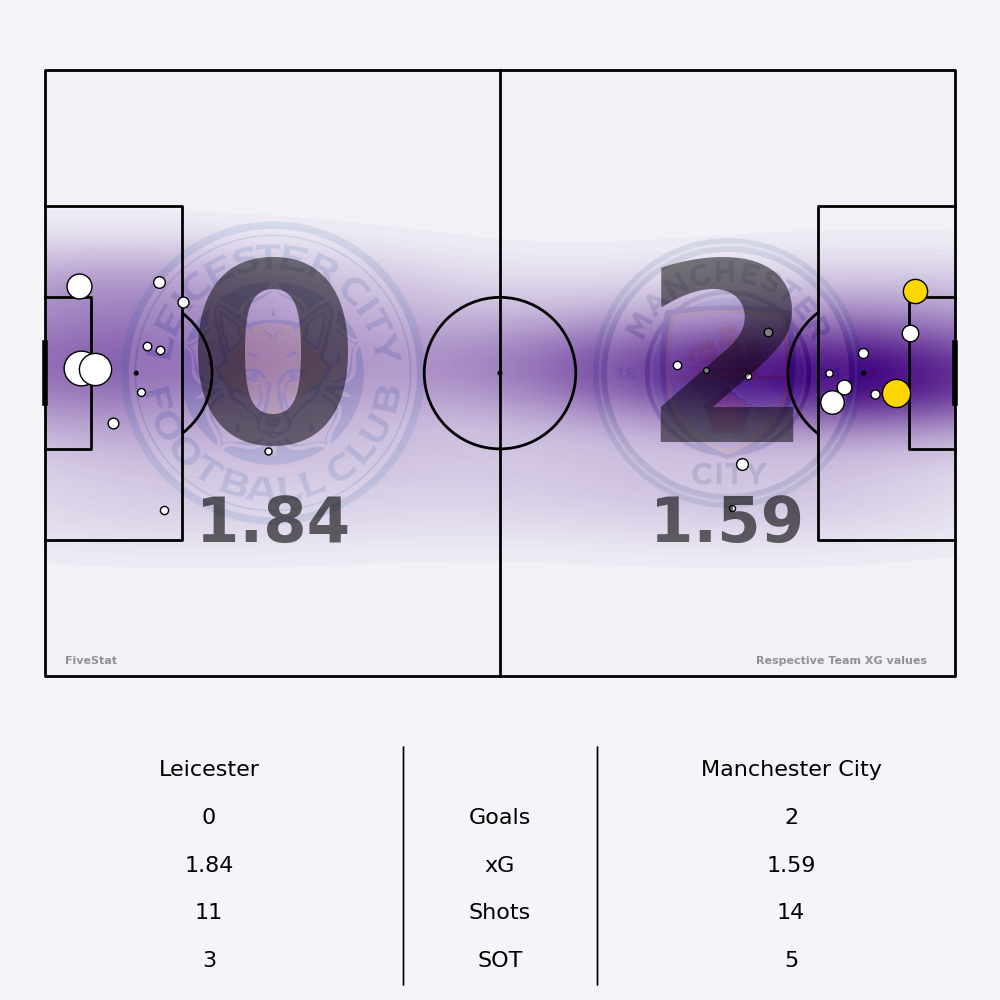 LEICESTER CITY
FOOTBALL CLUB
MANCHESTER
18
CITY
0
2
1.84
1.59
FiveStat
Respective Team XG values
Leicester Manchester City
0 Goals 2
1.84 xG 1.59
11 Shots 14
3 SOT 5